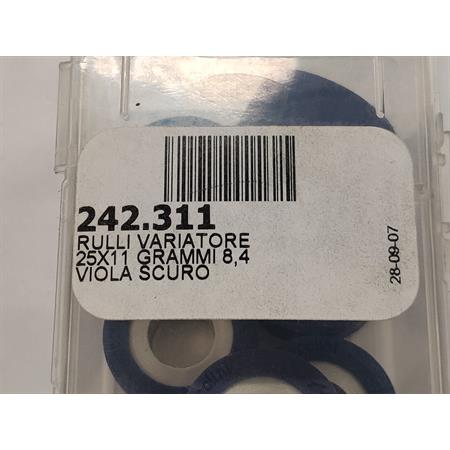 242.311
RULLI VARIATORE
25X11 GRAMMI 8,4
VIOLA SCURO
28-09-07